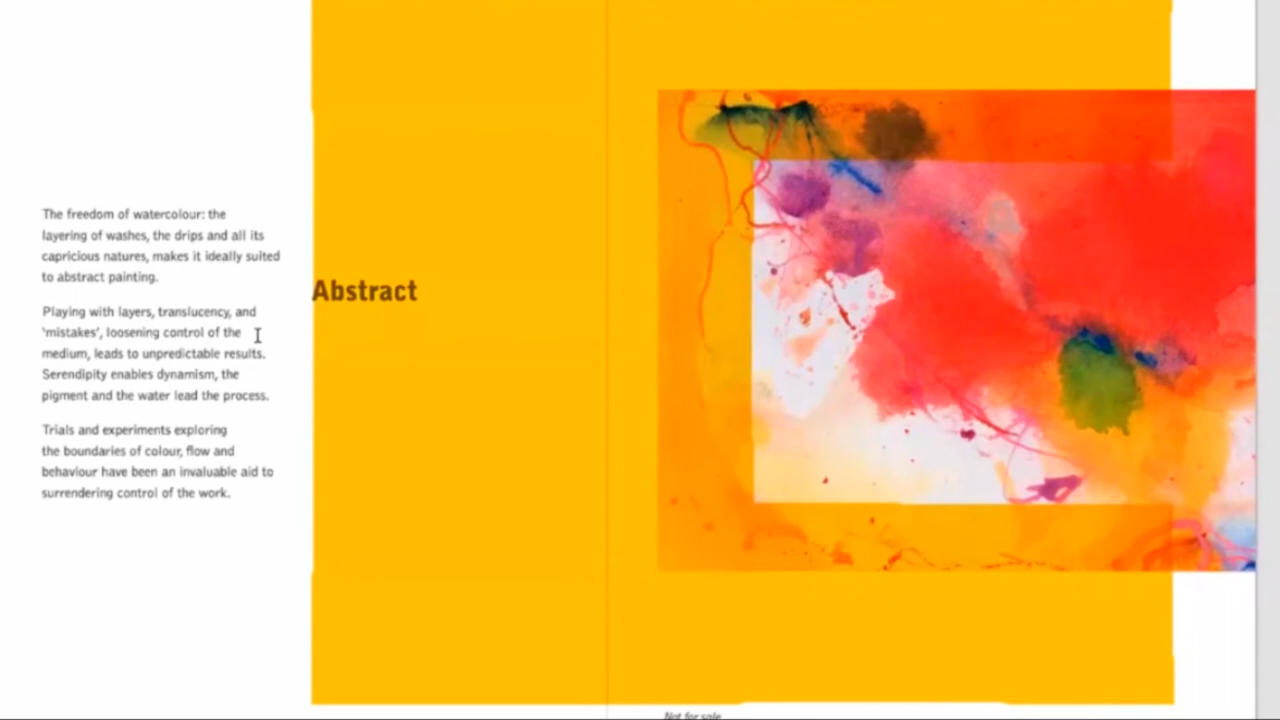 The freedom of watercolour: the
layering of washes, the drips and all its
capricious natures, makes it ideally suited
to abstract painting.
Playing with layers, translucency, and
'mistakes', loosening control of the
medium, leads to unpredictable results.
Serendipity enables dynamism, the
pigment and the water lead the process.
Trials and experiments exploring
the boundaries of colour, flow and
behaviour have been an invaluable aid to
surrendering control of the work.
Abstract
Not for sale